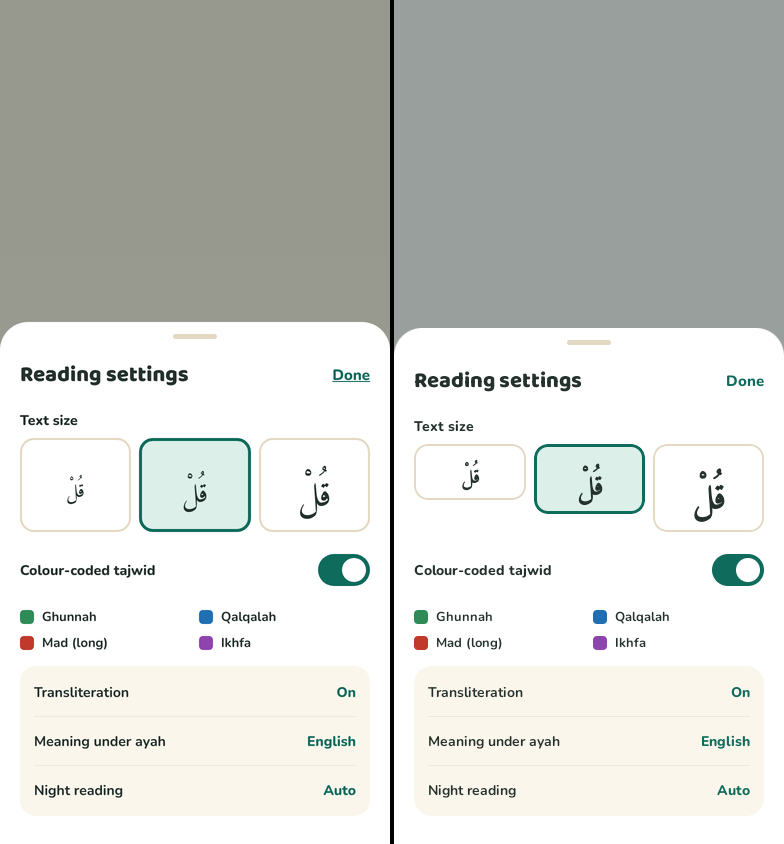 Reading settings Done
Text size
قُلْ قُلْ قُلْ
Colour-coded tajwid
Ghunnah Qalqalah
Mad (long) Ikhfa
Transliteration On
Meaning under ayah English
Night reading Auto
Reading settings Done
Text size
قُلْ قُلْ قُلْ
Colour-coded tajwid
Ghunnah Qalqalah
Mad (long) Ikhfa
Transliteration On
Meaning under ayah English
Night reading Auto